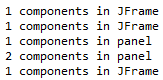 1 components in JFrame
1 components in JFrame
1 components in panel
2 components in panel
1 components in JFrame